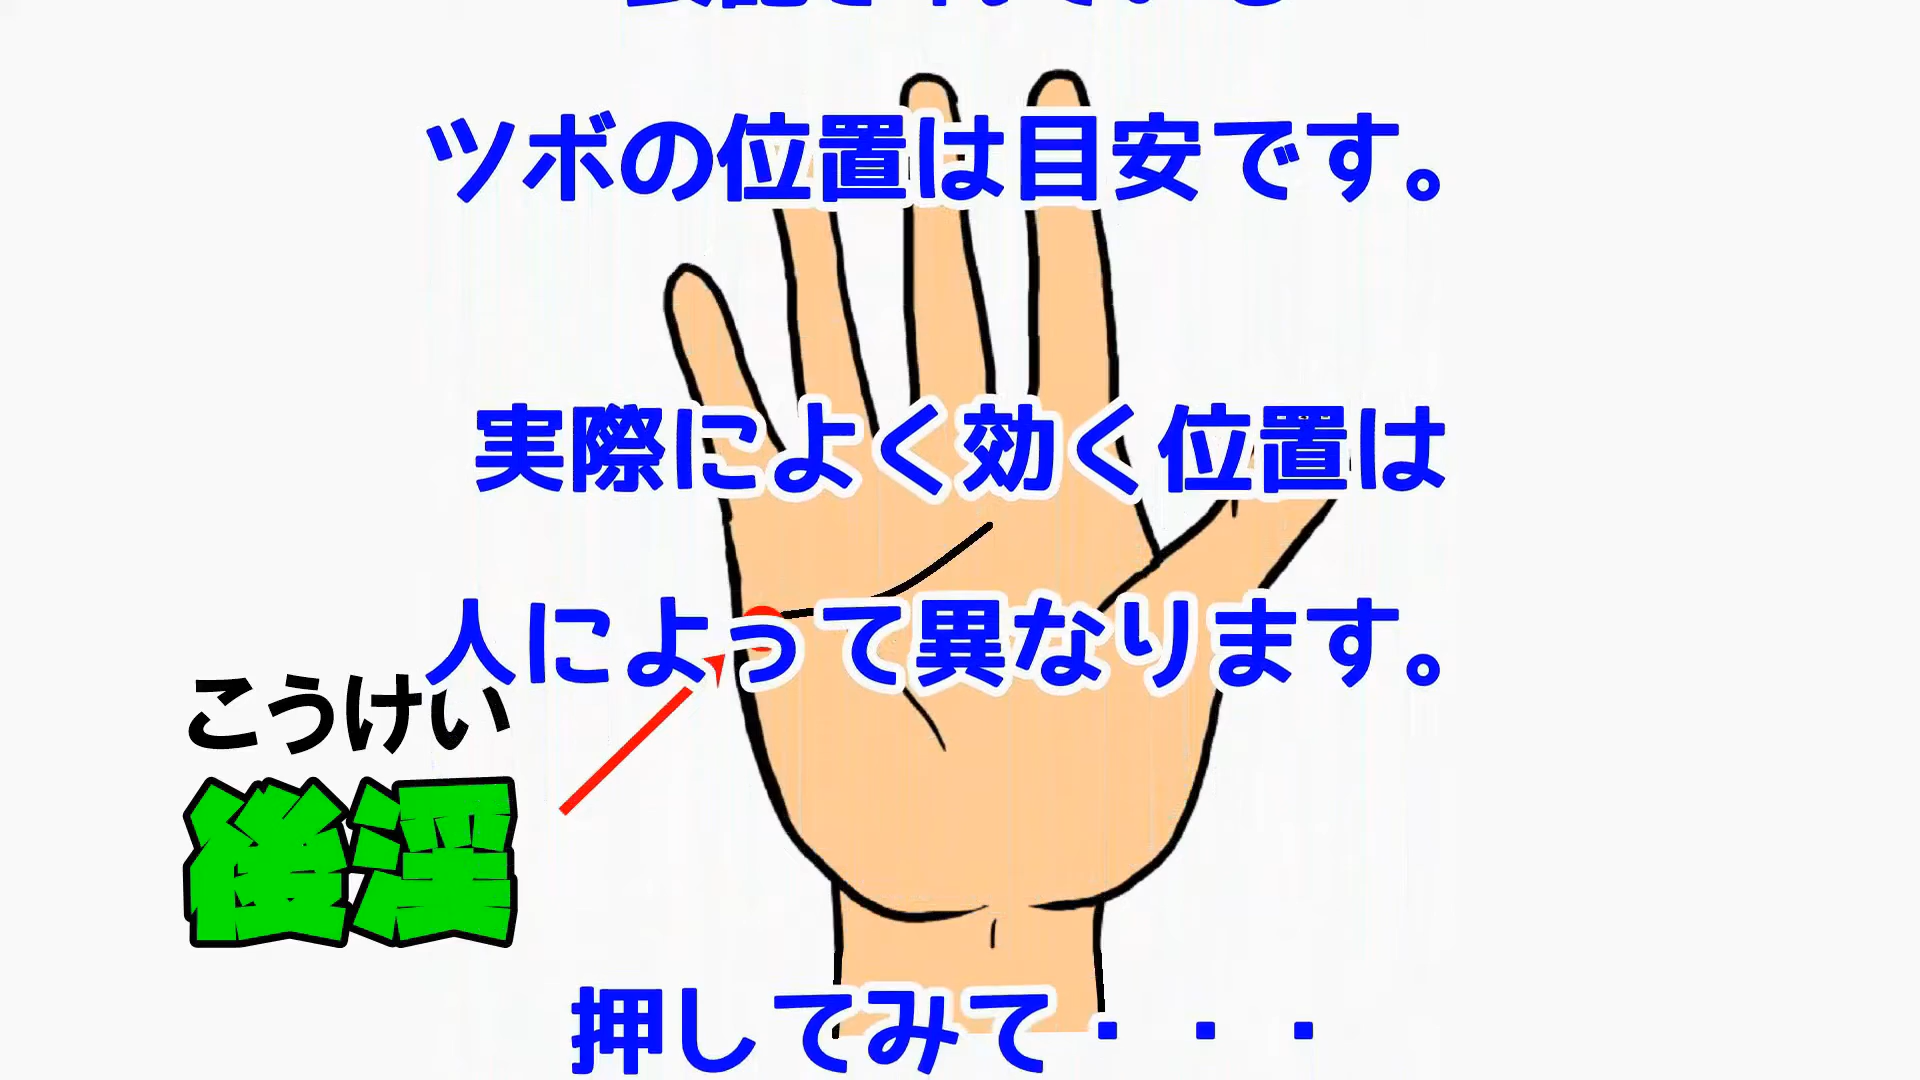 ツボの位置は目安です。
実際によく効く位置は
人によって異なります。
こうけい
後淫
押してみて・・・